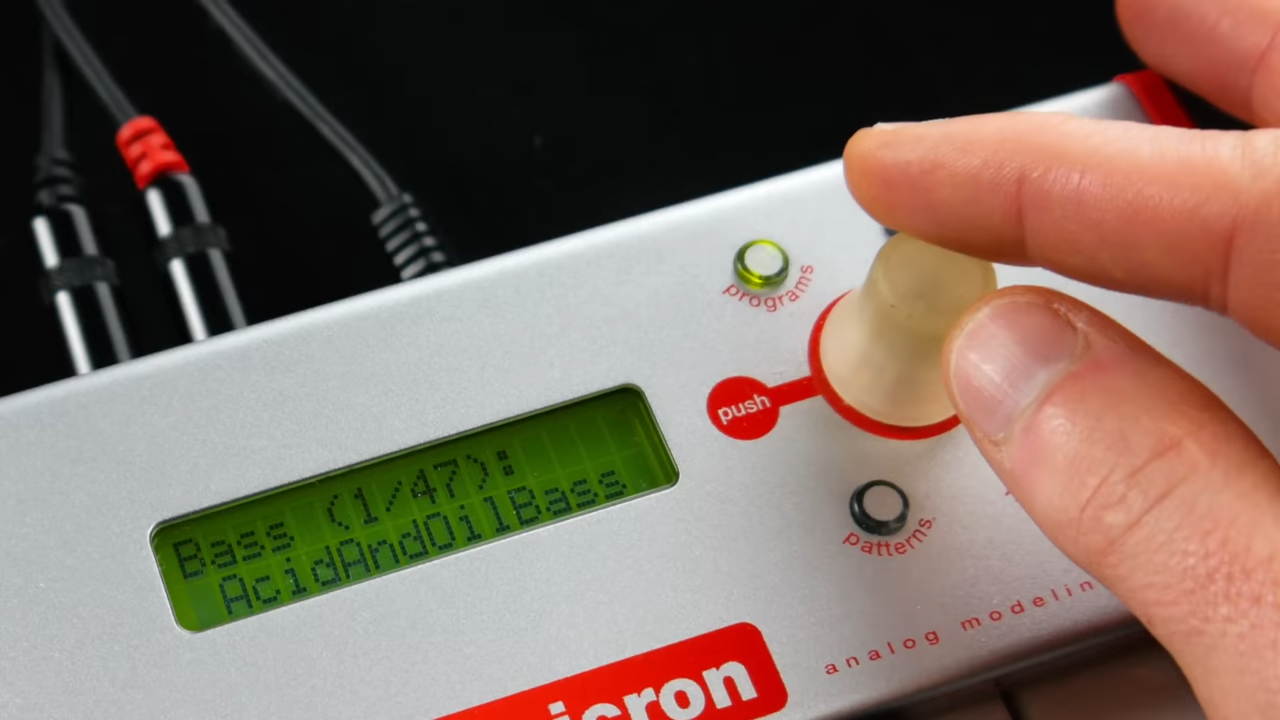 programs
push
Bass (1/47):
AcidAndOilBass
patterns
analog modelin
icron